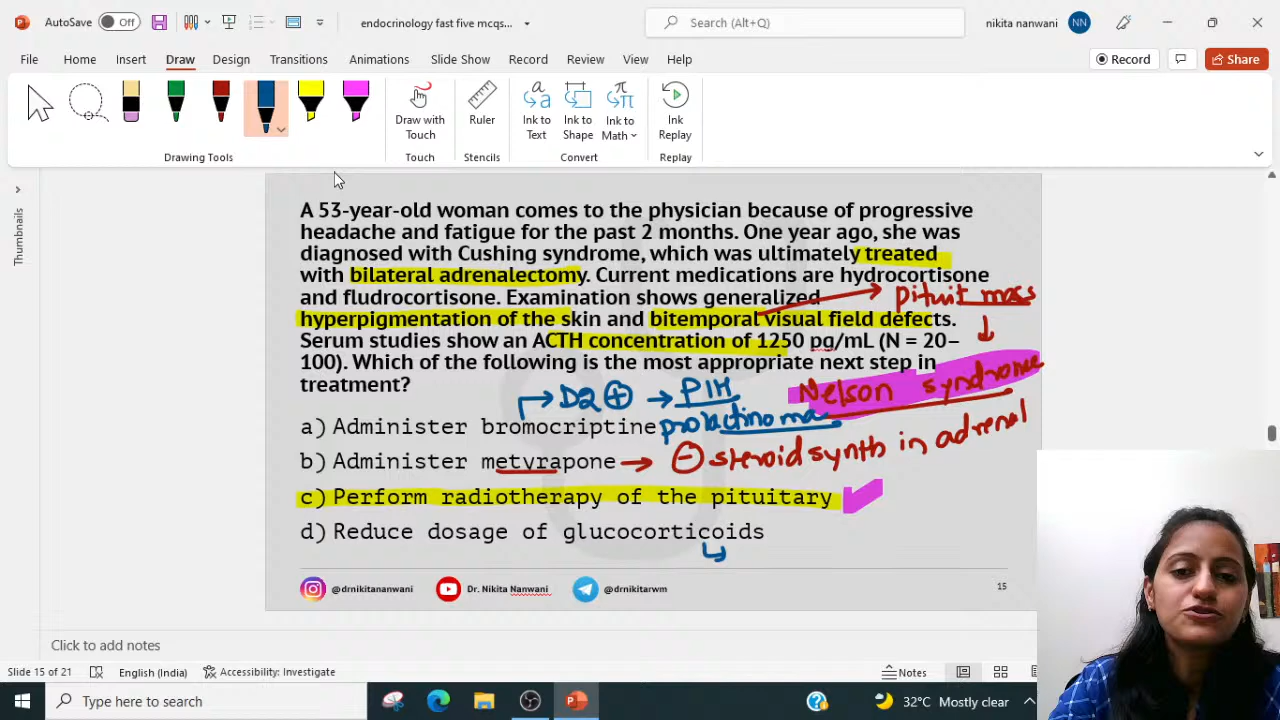 AutoSave Off endocrinology fast five mcqs... Search (Alt+Q) nikita nanwani NN
File Home Insert Draw Design Transitions Animations Slide Show Record Review View Help Record Share
Draw with Touch
Ruler
Ink to Text
Ink to Shape
Ink to Math
Ink Replay
Drawing Tools Touch Stencils Convert Replay
Thumbnails
A 53-year-old woman comes to the physician because of progressive
headache and fatigue for the past 2 months. One year ago, she was
diagnosed with Cushing syndrome, which was ultimately treated
with bilateral adrenalectomy. Current medications are hydrocortisone
and fludrocortisone. Examination shows generalized
pituit mass
hyperpigmentation of the skin and bitemporal visual field defects.
Serum studies show an ACTH concentration of 1250 pg/mL (N = 20–
100). Which of the following is the most appropriate next step in
treatment?
Nelson syndrome
→ D2 ⊕ → PIH
prolactinoma
a) Administer bromocriptine
b) Administer metyrapone → ⊖ steroid synth in adrenal
c) Perform radiotherapy of the pituitary
d) Reduce dosage of glucocorticoids
@drnikitananwani Dr. Nikita Nanwani @drnikitarwm 15
Click to add notes
Slide 15 of 21 English (India) Accessibility: Investigate Notes
Type here to search 32°C Mostly clear